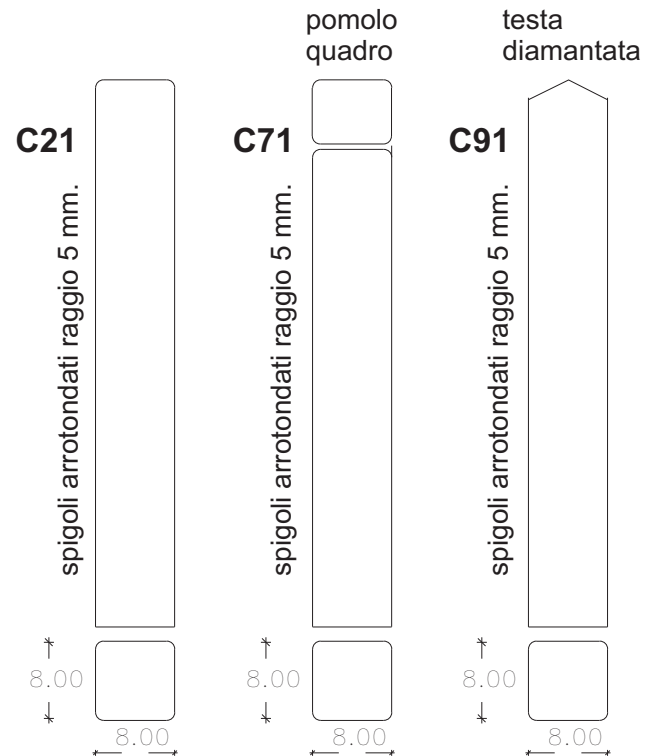 pomolo
quadro
testa
diamantata
C21
C71
C91
spigoli arrotondati raggio 5 mm.
spigoli arrotondati raggio 5 mm.
spigoli arrotondati raggio 5 mm.
8.00
8.00
8.00
8.00
8.00
8.00